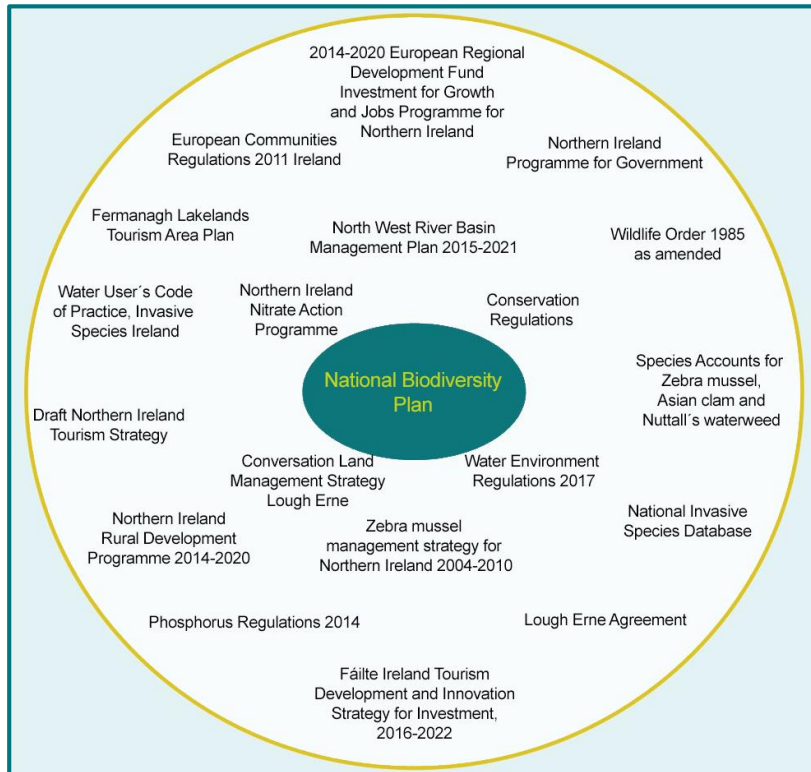 2014-2020 European Regional
Development Fund
Investment for Growth
and Jobs Programme for
Northern Ireland
European Communities
Regulations 2011 Ireland
Northern Ireland
Programme for Government
Fermanagh Lakelands
Tourism Area Plan
North West River Basin
Management Plan 2015-2021
Wildlife Order 1985
as amended
Water User´s Code
of Practice, Invasive
Species Ireland
Northern Ireland
Nitrate Action
Programme
Conservation
Regulations
National Biodiversity
Plan
Species Accounts for
Zebra mussel,
Asian clam and
Nuttall´s waterweed
Draft Northern Ireland
Tourism Strategy
Conversation Land
Management Strategy
Lough Erne
Water Environment
Regulations 2017
Northern Ireland
Rural Development
Programme 2014-2020
Zebra mussel
management strategy for
Northern Ireland 2004-2010
National Invasive
Species Database
Phosphorus Regulations 2014
Lough Erne Agreement
Fáilte Ireland Tourism
Development and Innovation
Strategy for Investment,
2016-2022